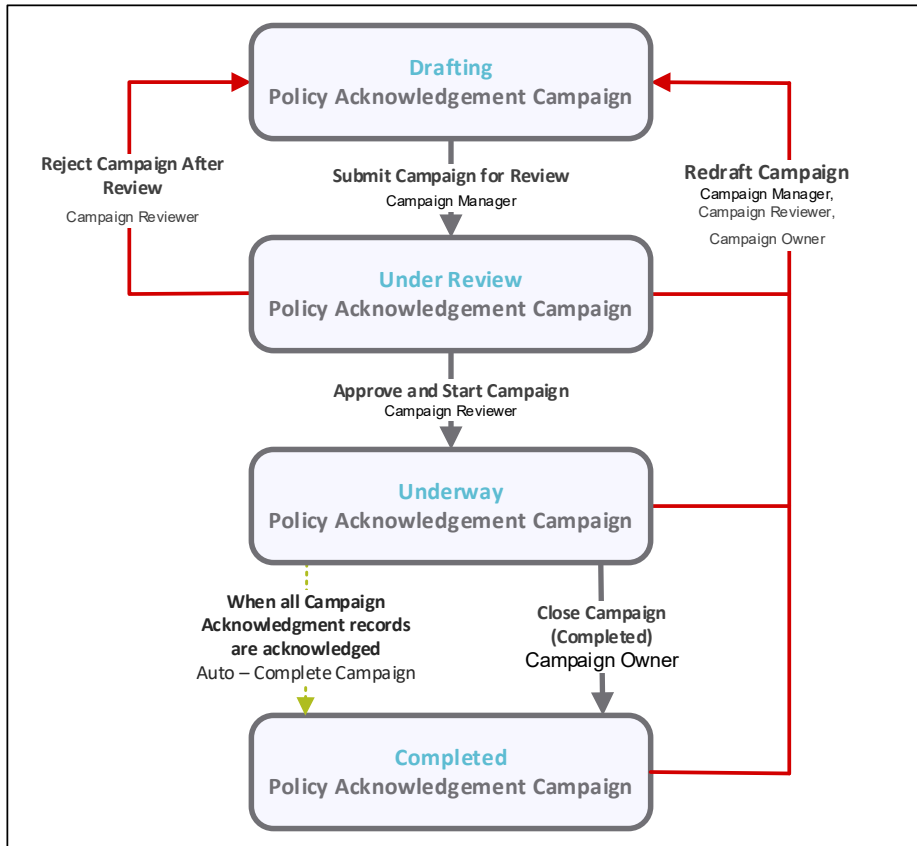 Drafting
Policy Acknowledgement Campaign
Reject Campaign After
Review
Campaign Reviewer
Submit Campaign for Review
Campaign Manager
Redraft Campaign
Campaign Manager,
Campaign Reviewer,
Campaign Owner
Under Review
Policy Acknowledgement Campaign
Approve and Start Campaign
Campaign Reviewer
Underway
Policy Acknowledgement Campaign
When all Campaign
Acknowledgment records
are acknowledged
Auto – Complete Campaign
Close Campaign
(Completed)
Campaign Owner
Completed
Policy Acknowledgement Campaign